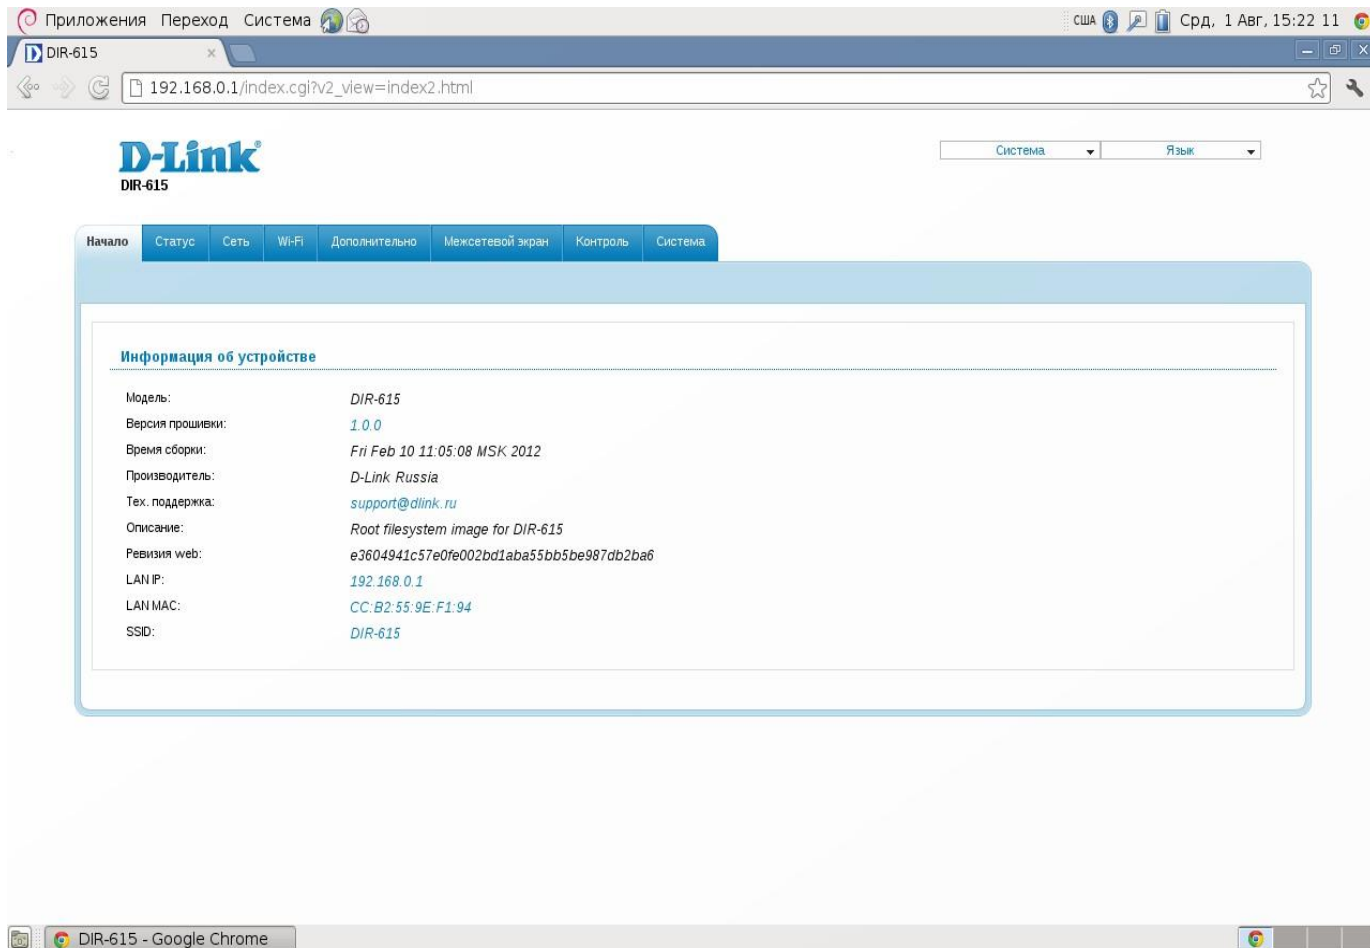 Приложения Переход Система США Срд, 1 Авг, 15:22 11
DIR-615
192.168.0.1/index.cgi?v2_view=index2.html
D-Link®
DIR-615
Система Язык
Начало Статус Сеть Wi-Fi Дополнительно Межсетевой экран Контроль Система
Информация об устройстве
Модель: DIR-615
Версия прошивки: 1.0.0
Время сборки: Fri Feb 10 11:05:08 MSK 2012
Производитель: D-Link Russia
Тех. поддержка: support@dlink.ru
Описание: Root filesystem image for DIR-615
Ревизия web: e3604941c57e0fe002bd1aba55bb5be987db2ba6
LAN IP: 192.168.0.1
LAN MAC: CC:B2:55:9E:F1:94
SSID: DIR-615
DIR-615 - Google Chrome